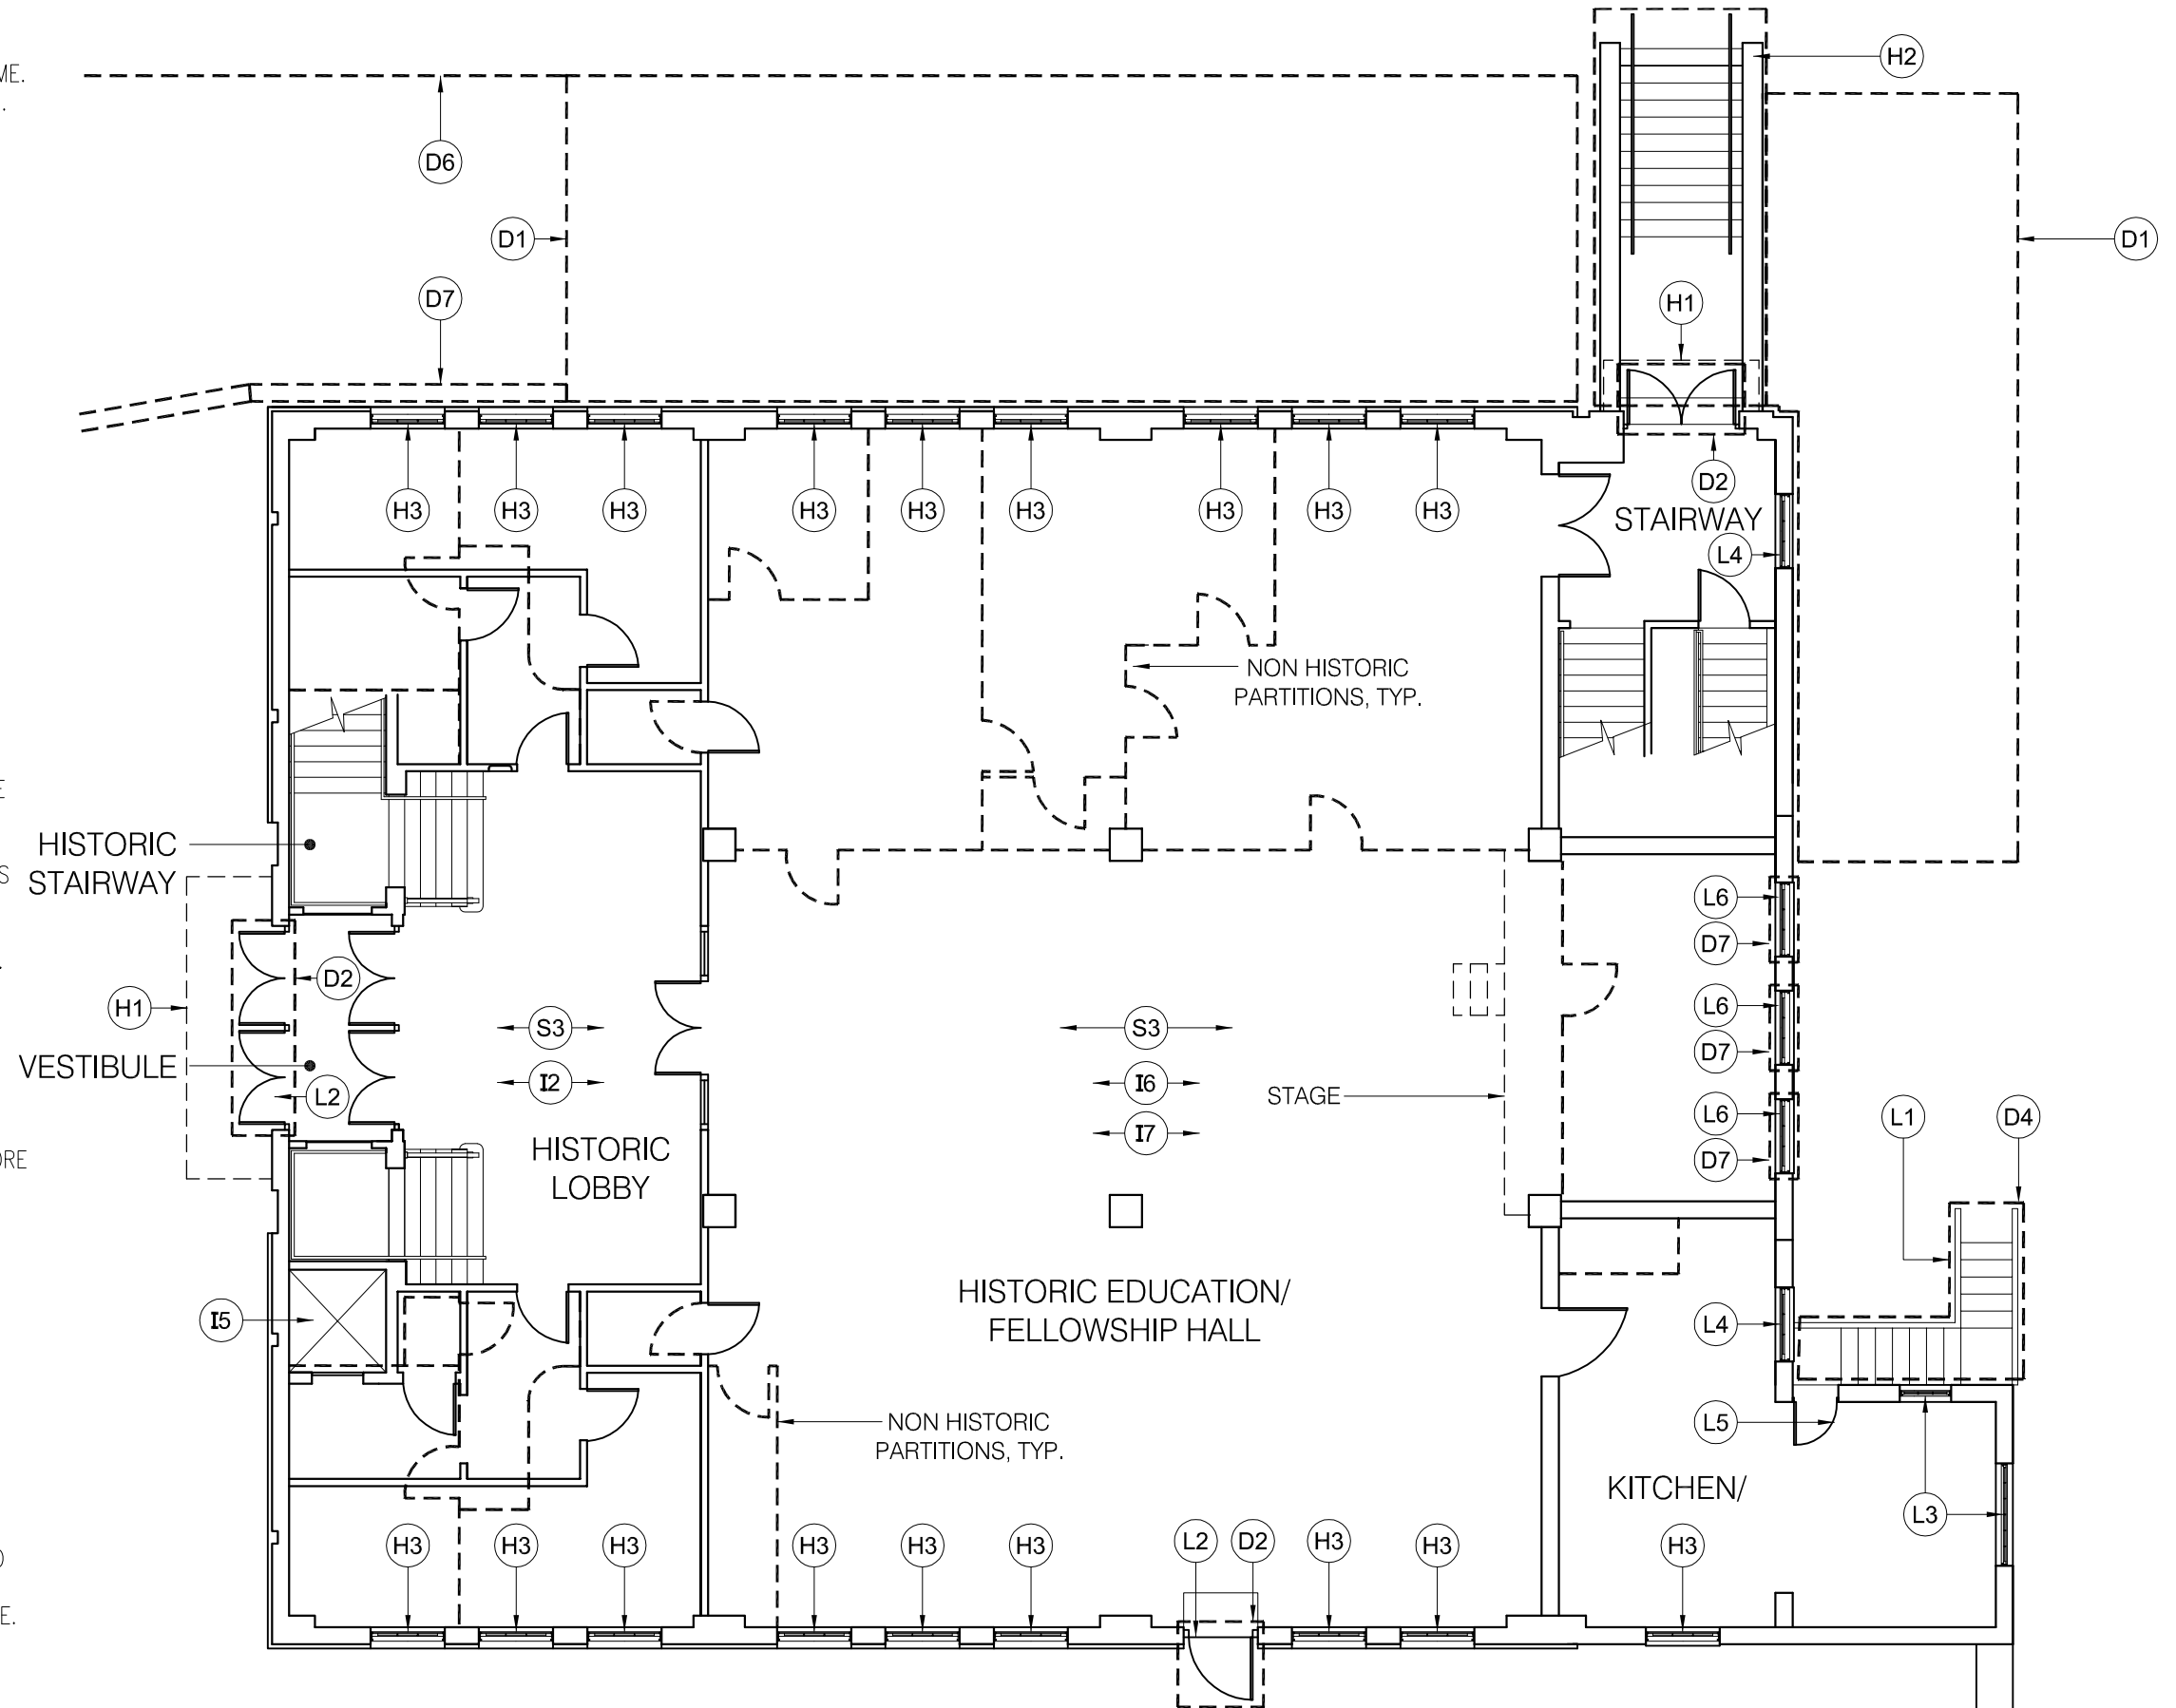 ME.
.
H2
D6
D1
D1
D7
H1
H3
H3
H3
H3
H3
H3
H3
H3
H3
D2
STAIRWAY
L4
NON HISTORIC
PARTITIONS, TYP.
E
HISTORIC
STAIRWAY
S
L6
D7
.
D2
H1
L6
S3
S3
D7
VESTIBULE
I2
I6
L2
STAGE
L6
L1
D4
I7
HISTORIC
LOBBY
ORE
D7
HISTORIC EDUCATION/
FELLOWSHIP HALL
I5
L4
NON HISTORIC
PARTITIONS, TYP.
L5
KITCHEN/
L3
H3
H3
H3
H3
H3
H3
L2
D2
H3
H3
H3
E.